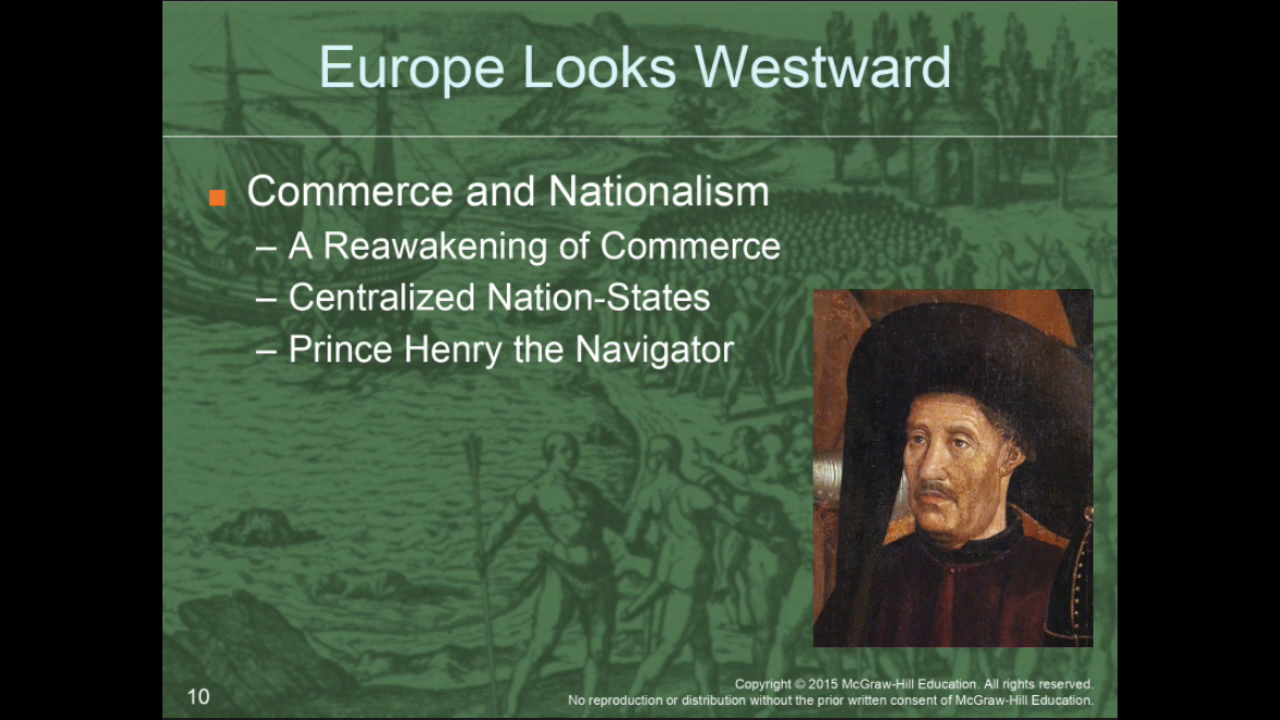 Europe Looks Westward
■ Commerce and Nationalism
– A Reawakening of Commerce
– Centralized Nation-States
– Prince Henry the Navigator
10
Copyright © 2015 McGraw-Hill Education. All rights reserved.
No reproduction or distribution without the prior written consent of McGraw-Hill Education.